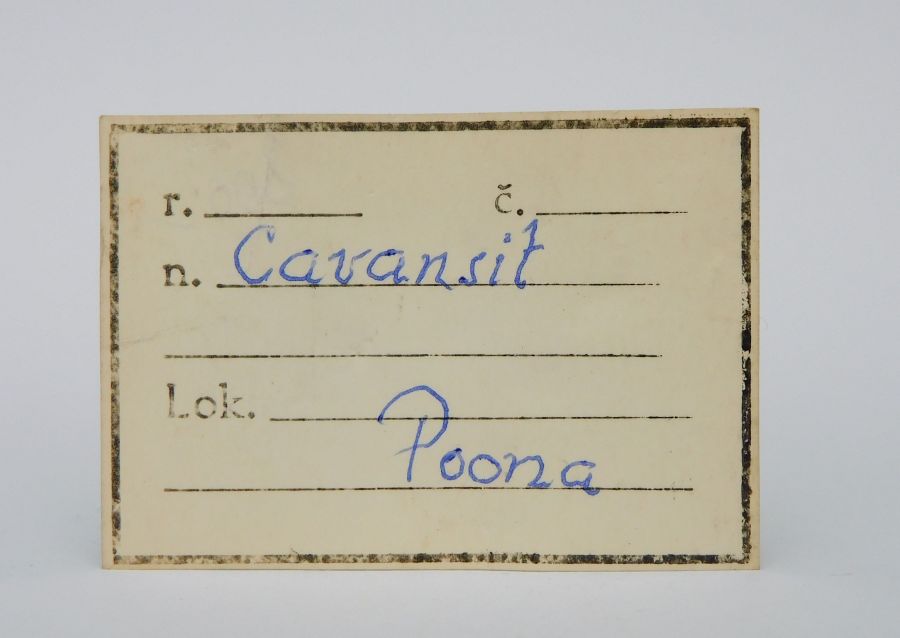 r. č.
n. Cavansit
Lok.
Poona